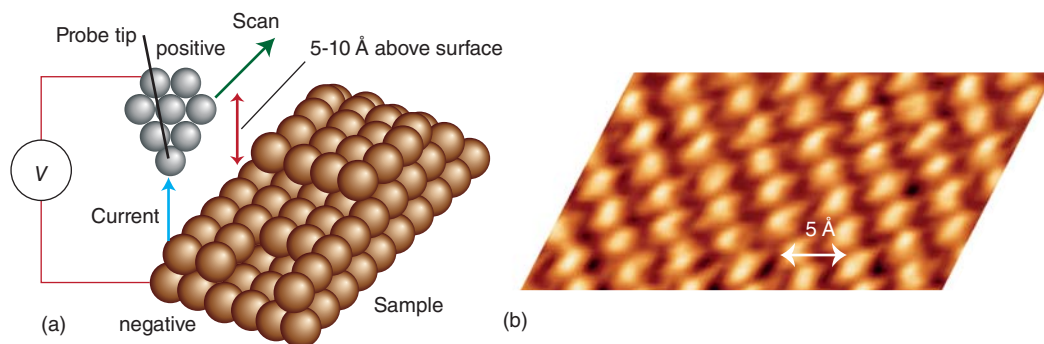 Scan
Probe tip
positive
5-10 Å above surface
V
Current
5 Å
Sample
(a)
negative
(b)